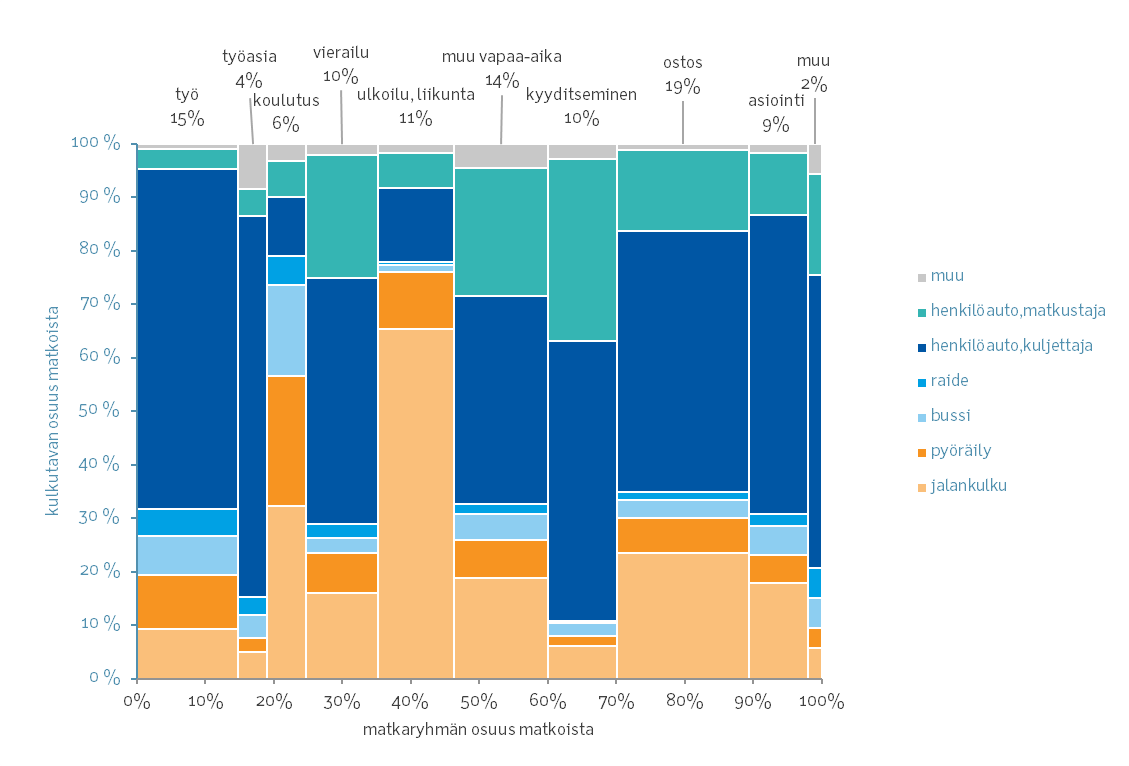 työ
15%
työasia
4%
koulutus
6%
vierailu
10%
ulkoilu, liikunta
11%
muu vapaa-aika
14%
kyyditseminen
10%
ostos
19%
asiointi
9%
muu
2%
100 %
90 %
80 %
70 %
60 %
50 %
40 %
30 %
20 %
10 %
0 %
kulkutavan osuus matkoista
0%
10%
20%
30%
40%
50%
60%
70%
80%
90%
100%
matkaryhmän osuus matkoista
muu
henkilöauto,matkustaja
henkilöauto,kuljettaja
raide
bussi
pyöräily
jalankulku